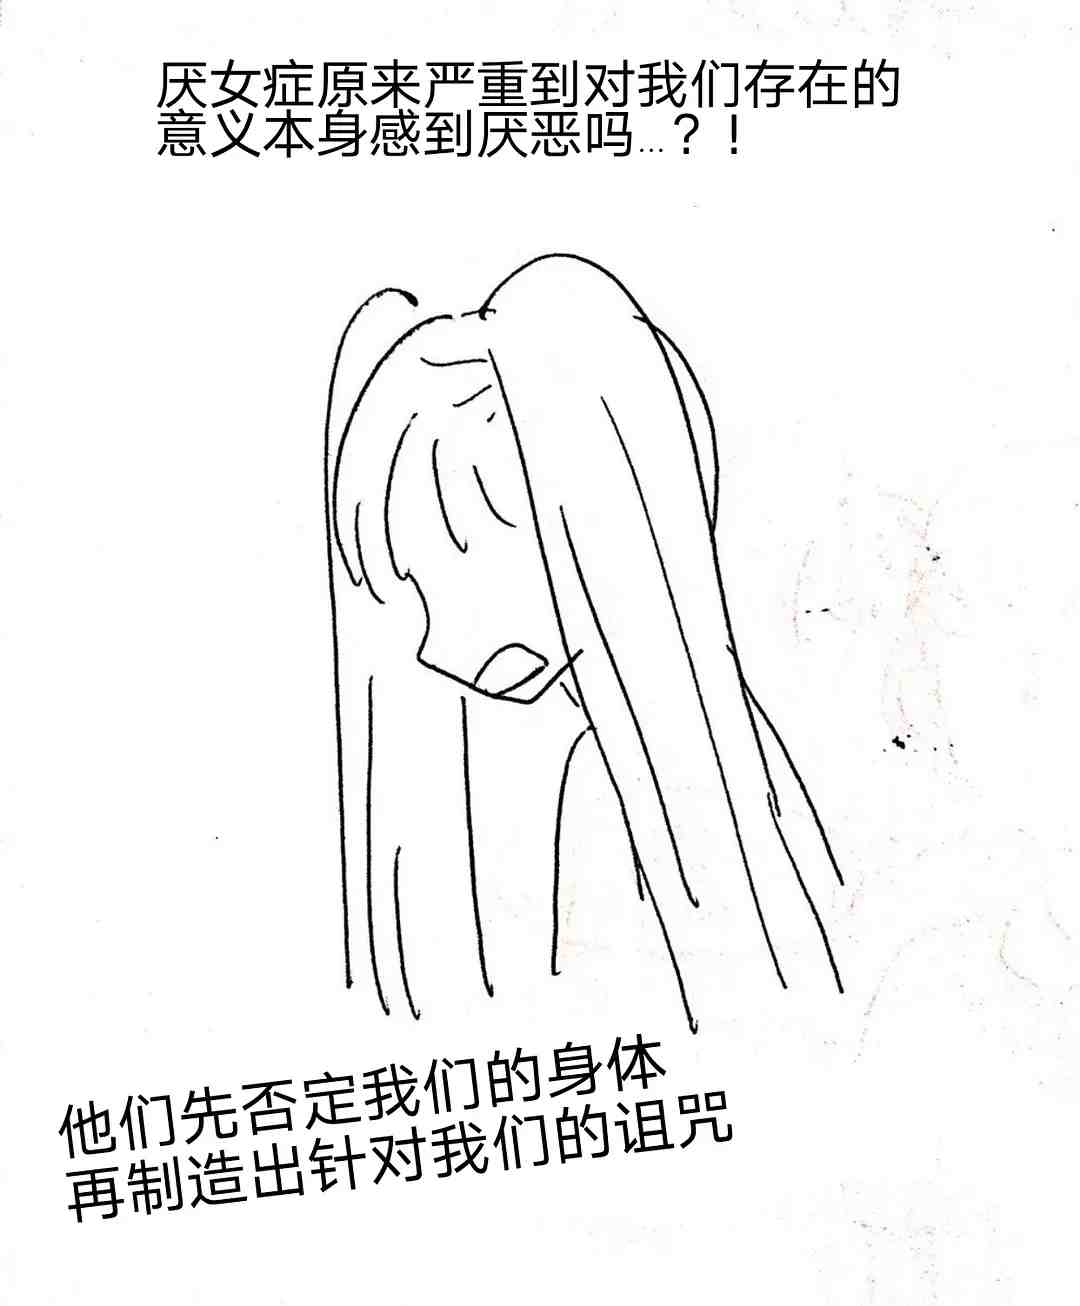 厌女症原来严重到对我们存在的
意义本身感到厌恶吗...？！
他们先否定我们的身体
再制造出针对我们的诅咒